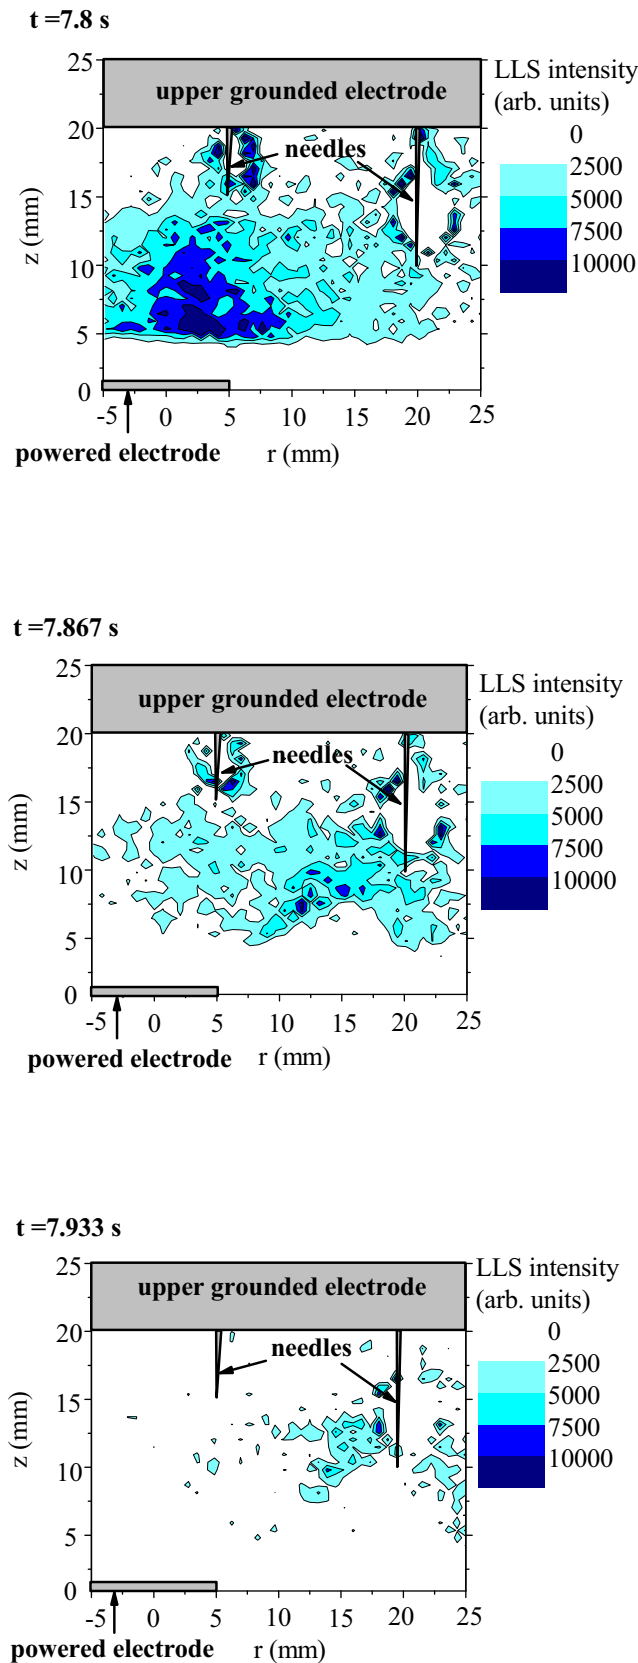 t =7.8 s
25
20
15
10
5
0
z (mm)
upper grounded electrode
needles
-5 0 5 10 15 20 25
powered electrode r (mm)
LLS intensity
(arb. units)
0
2500
5000
7500
10000
t =7.867 s
25
20
15
10
5
0
z (mm)
upper grounded electrode
needles
-5 0 5 10 15 20 25
powered electrode r (mm)
LLS intensity
(arb. units)
0
2500
5000
7500
10000
t =7.933 s
25
20
15
10
5
0
z (mm)
upper grounded electrode
needles
-5 0 5 10 15 20 25
powered electrode r (mm)
LLS intensity
(arb. units)
0
2500
5000
7500
10000